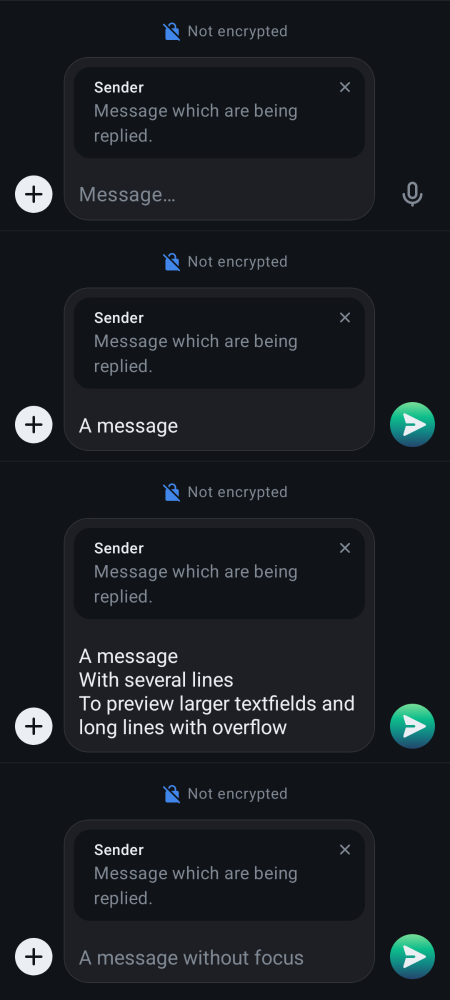 Not encrypted
Sender
Message which are being
replied.
Message…
Not encrypted
Sender
Message which are being
replied.
A message
Not encrypted
Sender
Message which are being
replied.
A message
With several lines
To preview larger textfields and
long lines with overflow
Not encrypted
Sender
Message which are being
replied.
A message without focus